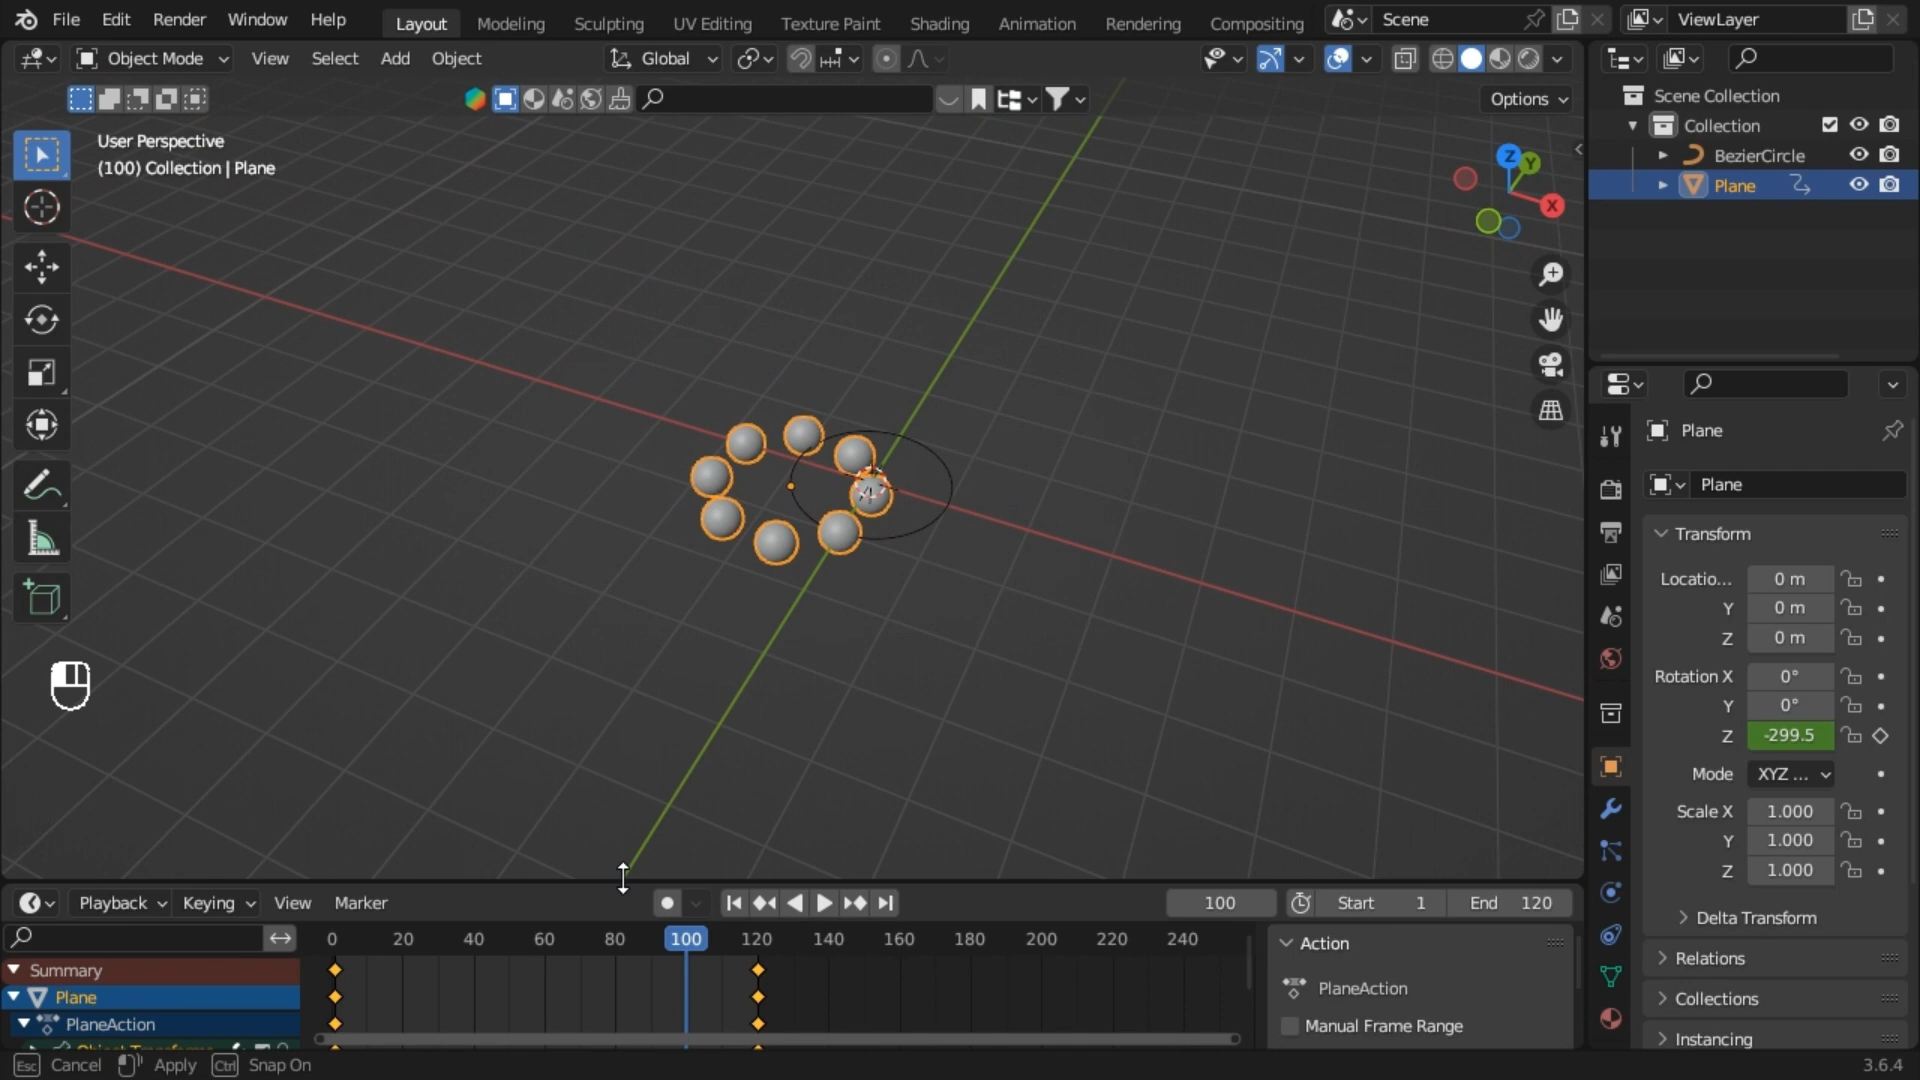 File Edit Render Window Help Layout Modeling Sculpting UV Editing Texture Paint Shading Animation Rendering Compositing Scene ViewLayer
Object Mode View Select Add Object Global
Options
User Perspective
(100) Collection | Plane
Z
Y
X
Scene Collection
Collection
BezierCircle
Plane
Plane
Plane
Transform
Locatio... 0 m
Y 0 m
Z 0 m
Rotation X 0°
Y 0°
Z -299.5
Mode XYZ ...
Scale X 1.000
Y 1.000
Z 1.000
Delta Transform
Relations
Collections
Instancing
Playback Keying View Marker 100 Start 1 End 120
0 20 40 60 80 100 120 140 160 180 200 220 240
Summary
Plane
PlaneAction
Action
PlaneAction
Manual Frame Range
Esc Cancel Apply Ctrl Snap On 3.6.4